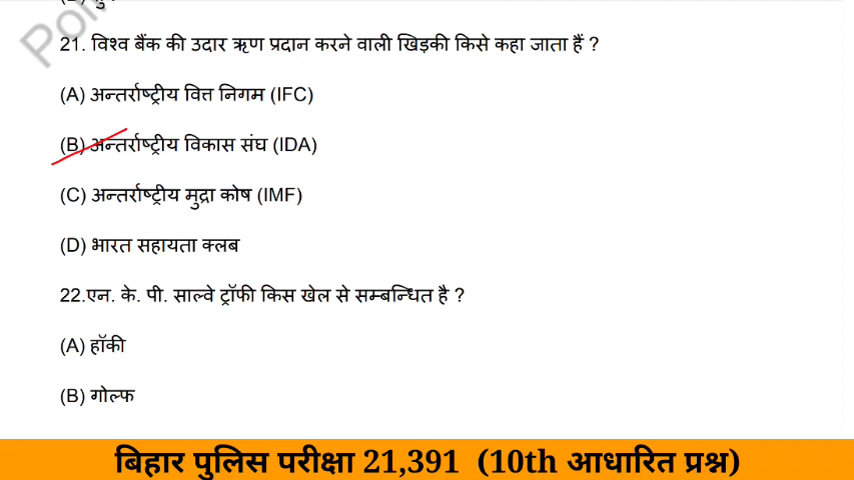 21. विश्व बैंक की उदार ऋण प्रदान करने वाली खिड़की किसे कहा जाता हैं ?
(A) अन्तर्राष्ट्रीय वित्त निगम (IFC)
(B) अन्तर्राष्ट्रीय विकास संघ (IDA)
(C) अन्तर्राष्ट्रीय मुद्रा कोष (IMF)
(D) भारत सहायता क्लब
22.एन. के. पी. साल्वे ट्रॉफी किस खेल से सम्बन्धित है ?
(A) हॉकी
(B) गोल्फ
बिहार पुलिस परीक्षा 21,391 (10th आधारित प्रश्न)